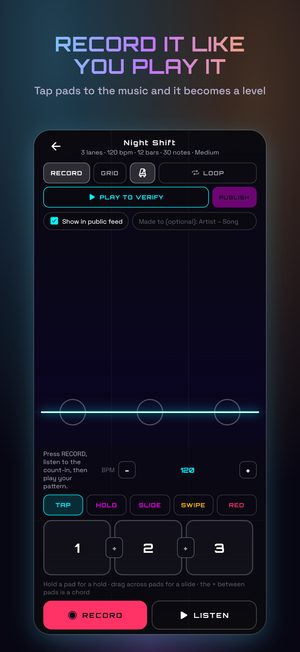 RECORD IT LIKE
YOU PLAY IT
Tap pads to the music and it becomes a level
Night Shift
3 lanes · 120 bpm · 12 bars · 30 notes · Medium
RECORD GRID LOOP
PLAY TO VERIFY PUBLISH
Show in public feed Made to (optional): Artist – Song
Press RECORD,
listen to the
count-in, then
play your
pattern.
BPM - 120 +
TAP HOLD SLIDE SWIPE RED
1 + 2 + 3
Hold a pad for a hold · drag across pads for a slide · the + between
pads is a chord
RECORD LISTEN